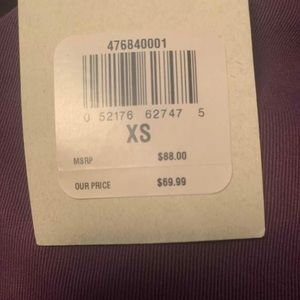 476840001
0 52176 62747 5
XS
MSRP $88.00
OUR PRICE $69.99